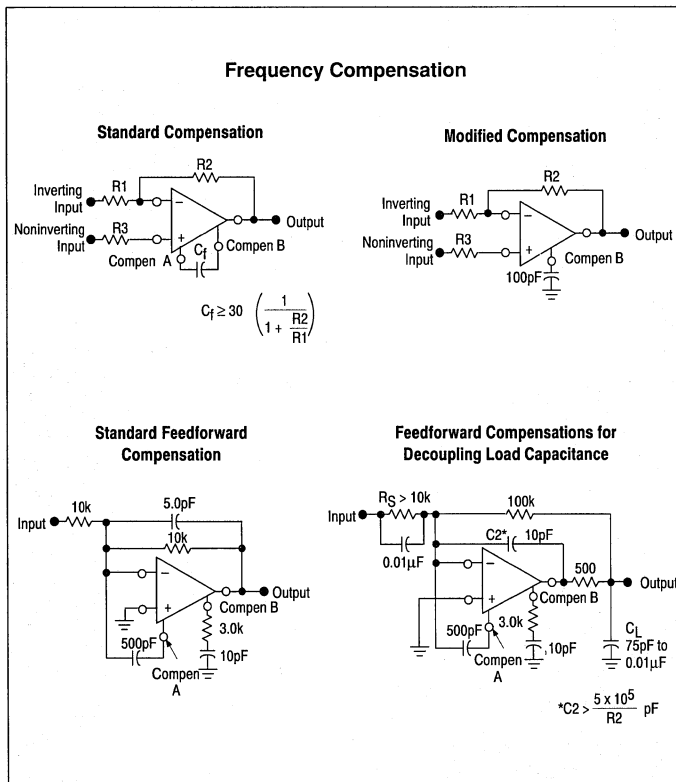 Frequency Compensation
Standard Compensation
R2
Inverting
Input
R1
−
Output
Noninverting
Input
R3
+
Compen A
Cf
Compen B
Cf ≥ 30 ( 1 / 1 + R2/R1 )
Modified Compensation
R2
Inverting
Input
R1
−
Output
Noninverting
Input
R3
+
Compen B
100pF
Standard Feedforward
Compensation
10k
5.0pF
Input
10k
−
Output
+
Compen B
3.0k
500pF
10pF
Compen
A
Feedforward Compensations for
Decoupling Load Capacitance
RS > 10k
100k
Input
C2* 10pF
0.01μF
−
500
Output
+
Compen B
3.0k
500pF
10pF
CL
75pF to
0.01μF
Compen
A
*C2 > 5 x 10⁵ / R2 pF